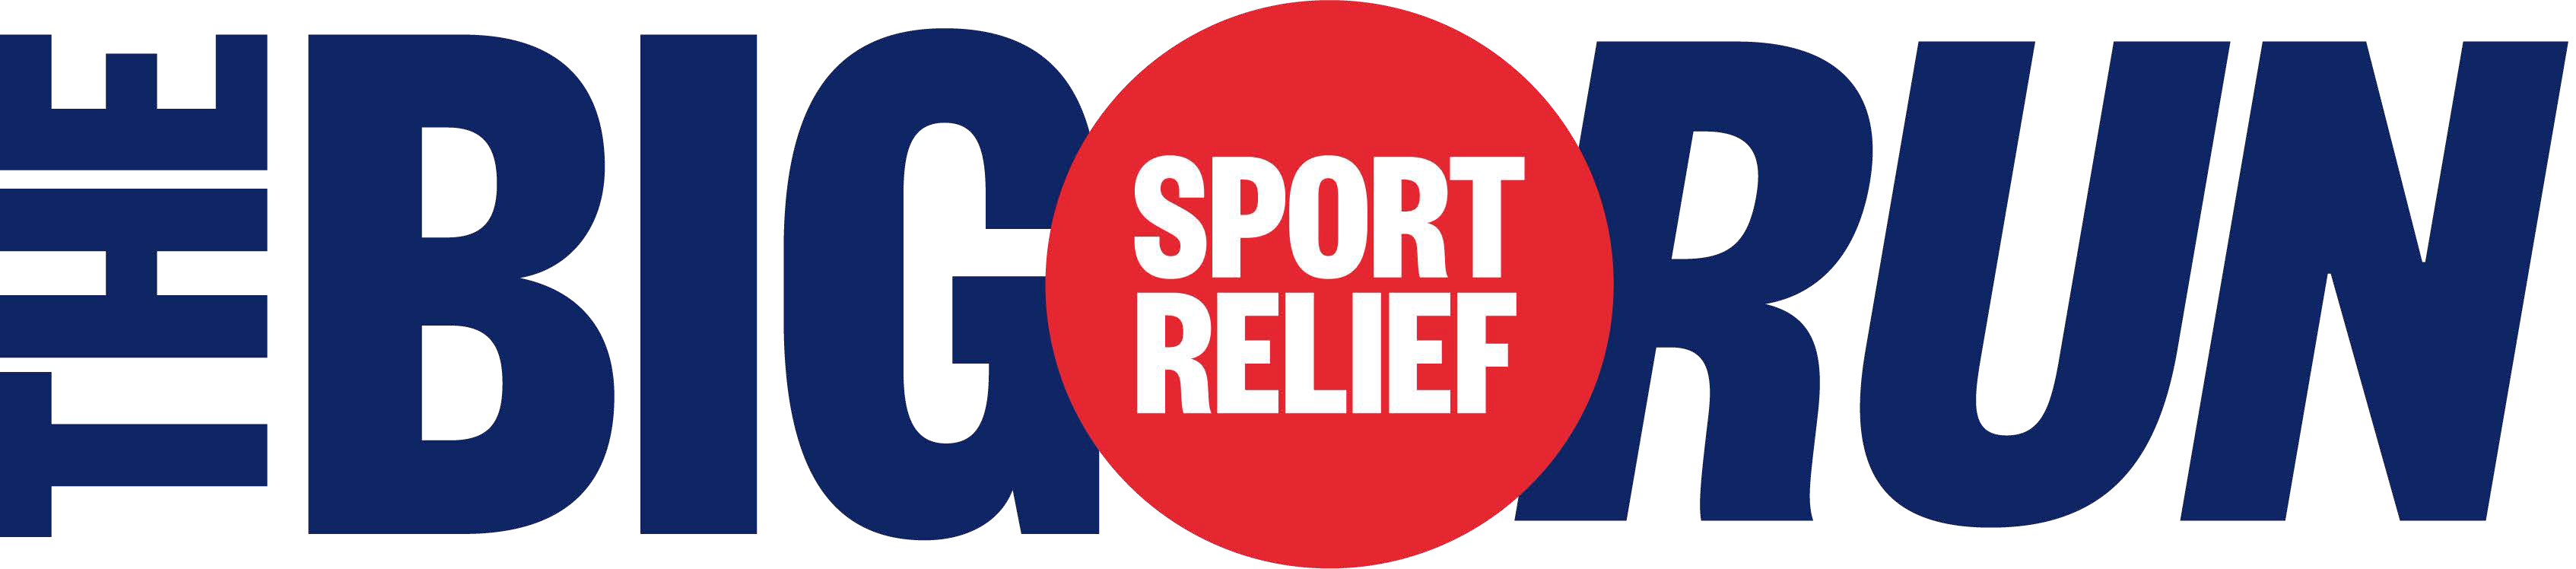 THE BIG
SPORT
RELIEF
RUN